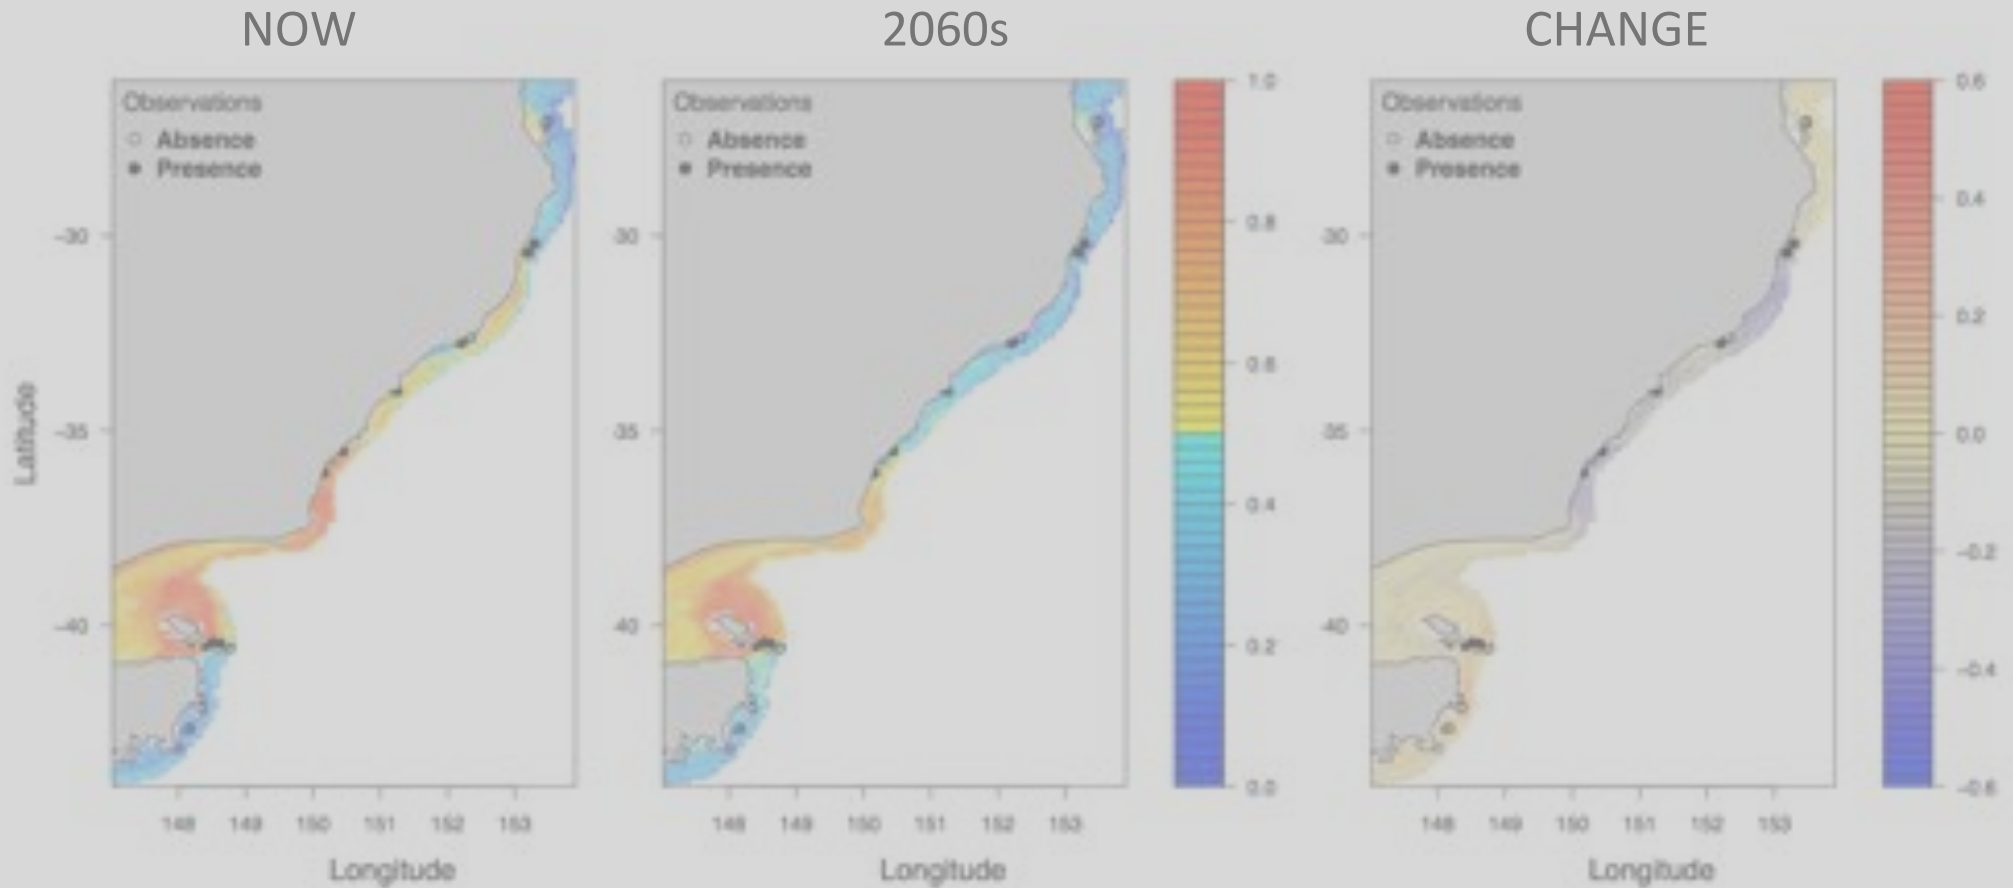 NOW
2060s
CHANGE
Observations
Absence
Presence
-30
-35
-40
Latitude
148 149 150 151 152 153
Longitude
Observations
Absence
Presence
-30
-35
-40
148 149 150 151 152 153
Longitude
1.0
0.8
0.6
0.4
0.2
0.0
Observations
Absence
Presence
-30
-35
-40
148 149 150 151 152 153
Longitude
0.6
0.4
0.2
0.0
-0.2
-0.4
-0.6